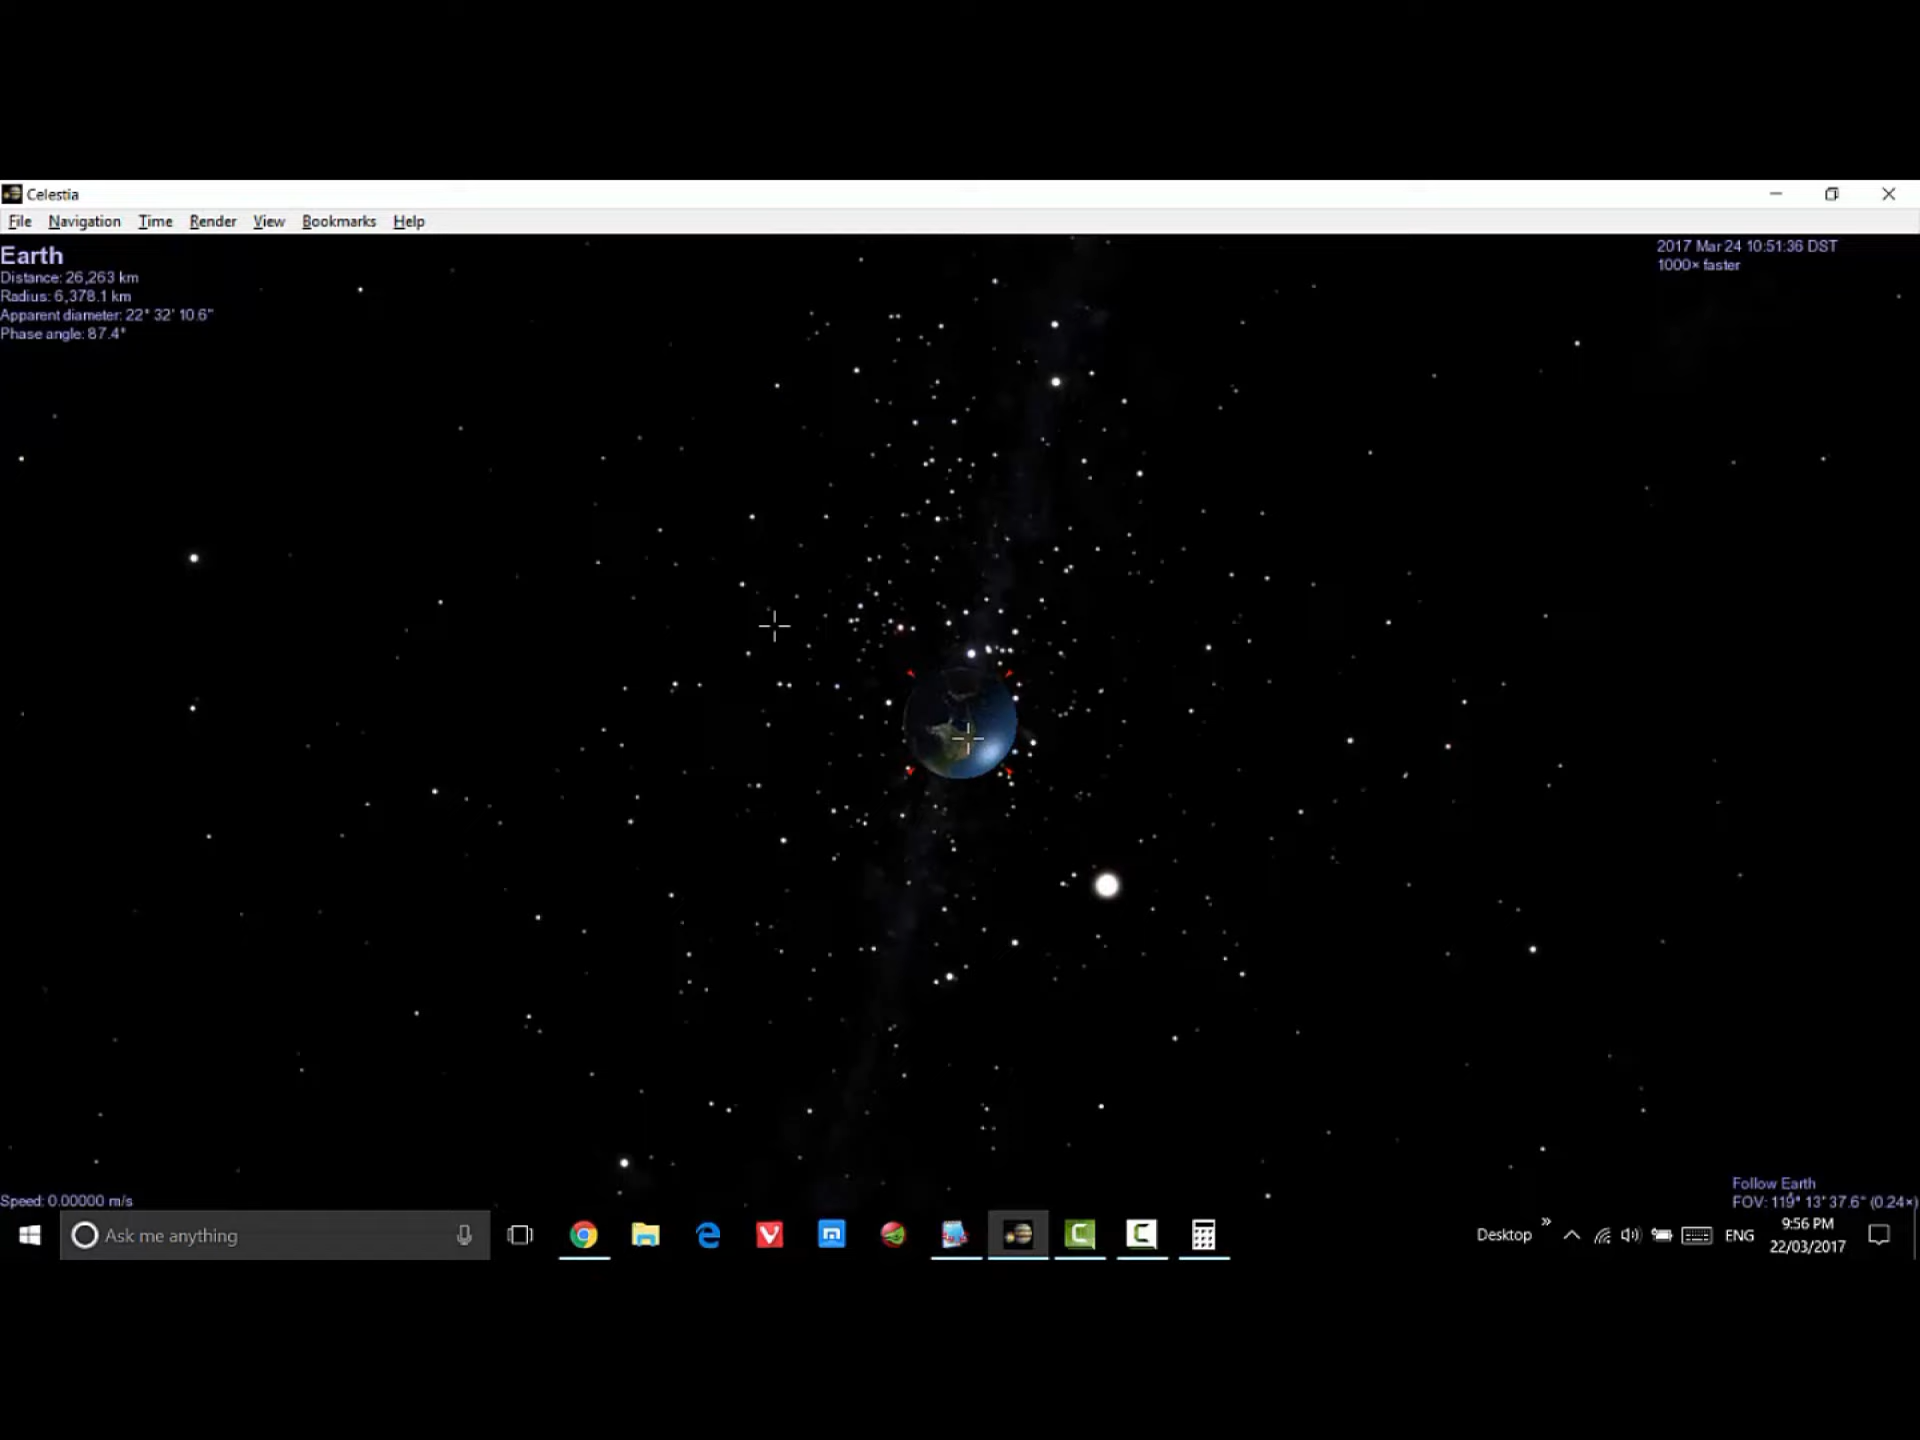 Celestia
File Navigation Time Render View Bookmarks Help
Earth
Distance: 26,263 km
Radius: 6,378.1 km
Apparent diameter: 22° 32' 10.6"
Phase angle: 87.4°
2017 Mar 24 10:51:36 DST
1000× faster
Speed: 0.00000 m/s
Follow Earth
FOV: 119° 13' 37.6" (0.24×)
Ask me anything
Desktop
ENG
9:56 PM
22/03/2017